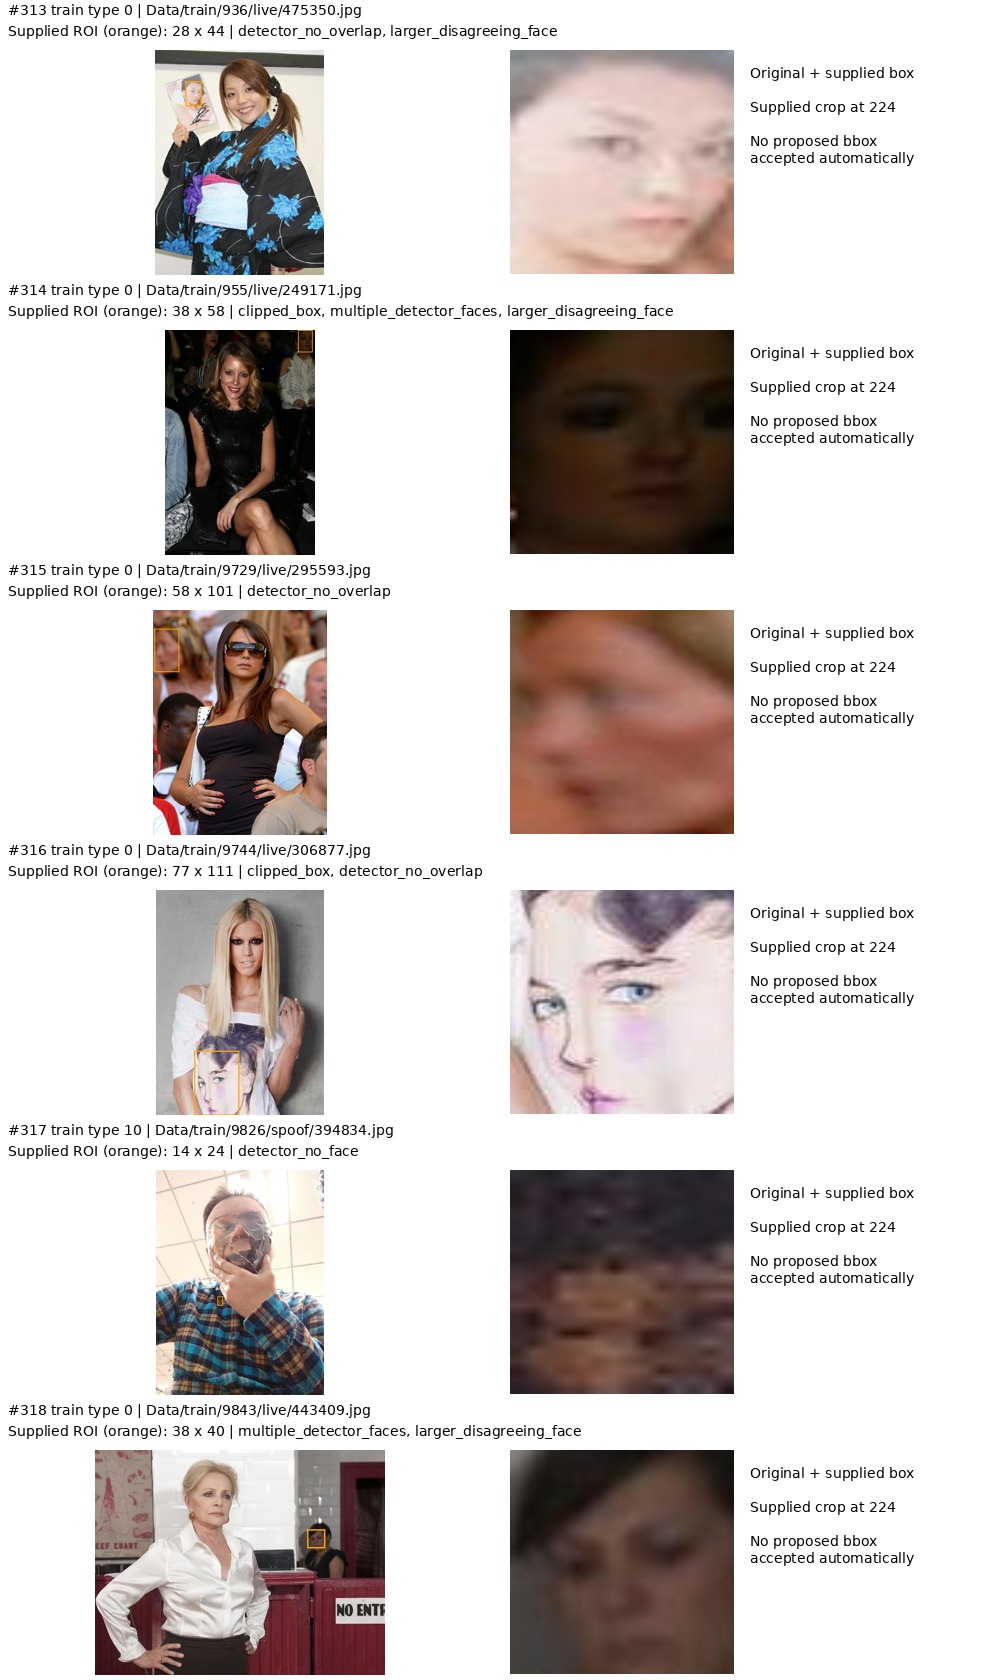 #313 train type 0 | Data/train/936/live/475350.jpg
Supplied ROI (orange): 28 x 44 | detector_no_overlap, larger_disagreeing_face
Original + supplied box
Supplied crop at 224
No proposed bbox
accepted automatically
#314 train type 0 | Data/train/955/live/249171.jpg
Supplied ROI (orange): 38 x 58 | clipped_box, multiple_detector_faces, larger_disagreeing_face
Original + supplied box
Supplied crop at 224
No proposed bbox
accepted automatically
#315 train type 0 | Data/train/9729/live/295593.jpg
Supplied ROI (orange): 58 x 101 | detector_no_overlap
Original + supplied box
Supplied crop at 224
No proposed bbox
accepted automatically
#316 train type 0 | Data/train/9744/live/306877.jpg
Supplied ROI (orange): 77 x 111 | clipped_box, detector_no_overlap
Original + supplied box
Supplied crop at 224
No proposed bbox
accepted automatically
#317 train type 10 | Data/train/9826/spoof/394834.jpg
Supplied ROI (orange): 14 x 24 | detector_no_face
Original + supplied box
Supplied crop at 224
No proposed bbox
accepted automatically
#318 train type 0 | Data/train/9843/live/443409.jpg
Supplied ROI (orange): 38 x 40 | multiple_detector_faces, larger_disagreeing_face
Original + supplied box
Supplied crop at 224
No proposed bbox
accepted automatically
EEF CHART
NO ENTR